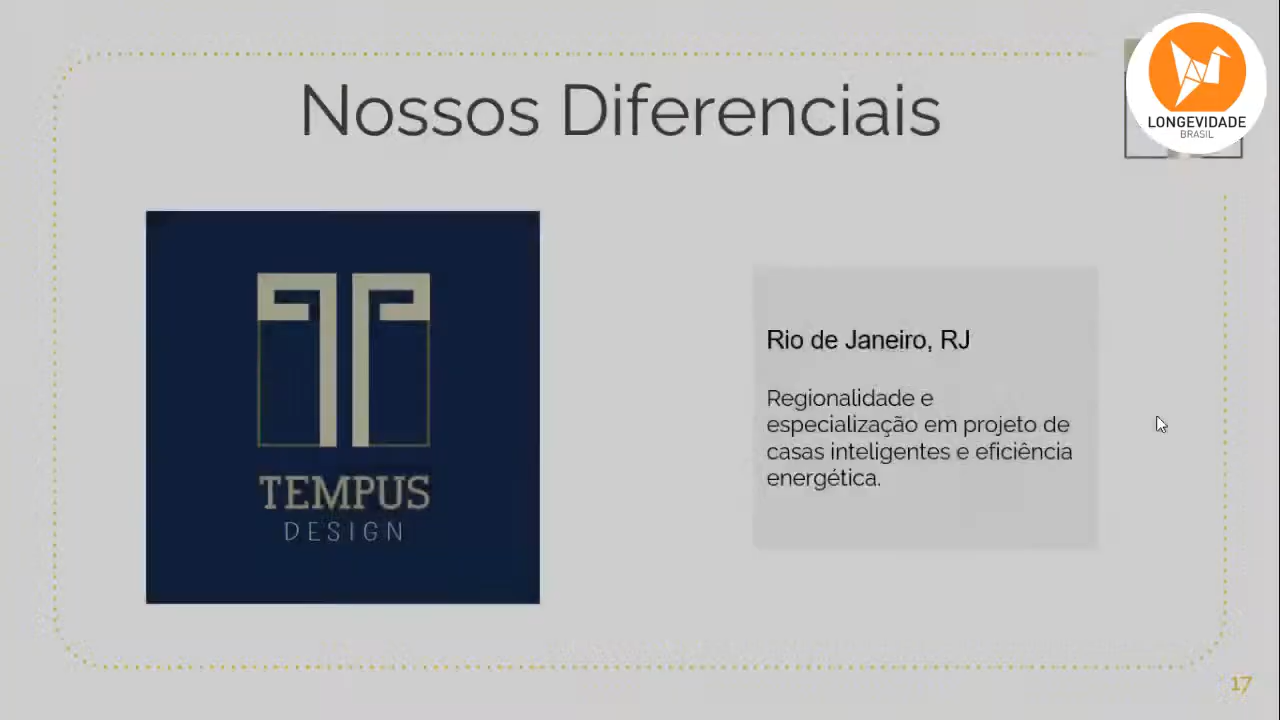 Nossos Diferenciais
LONGEVIDADE
BRASIL
TEMPUS
DESIGN
Rio de Janeiro, RJ
Regionalidade e
especialização em projeto de
casas inteligentes e eficiência
energética.
17